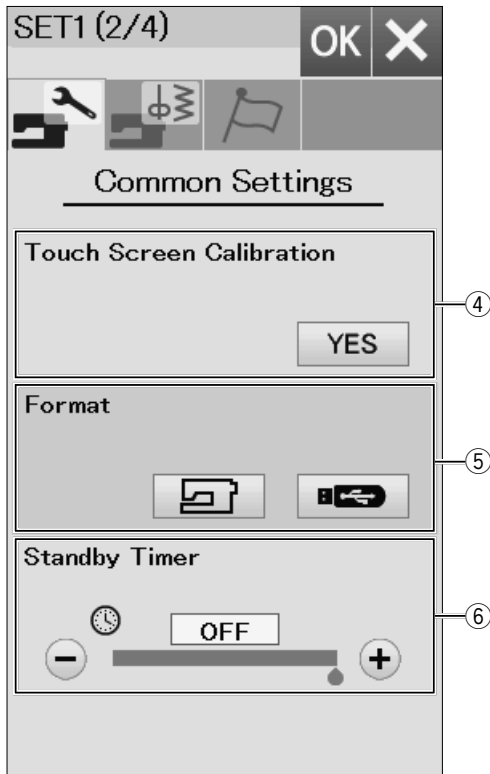 SET1 (2/4)
OK
Common Settings
Touch Screen Calibration
YES
④
Format
⑤
Standby Timer
OFF
⑥